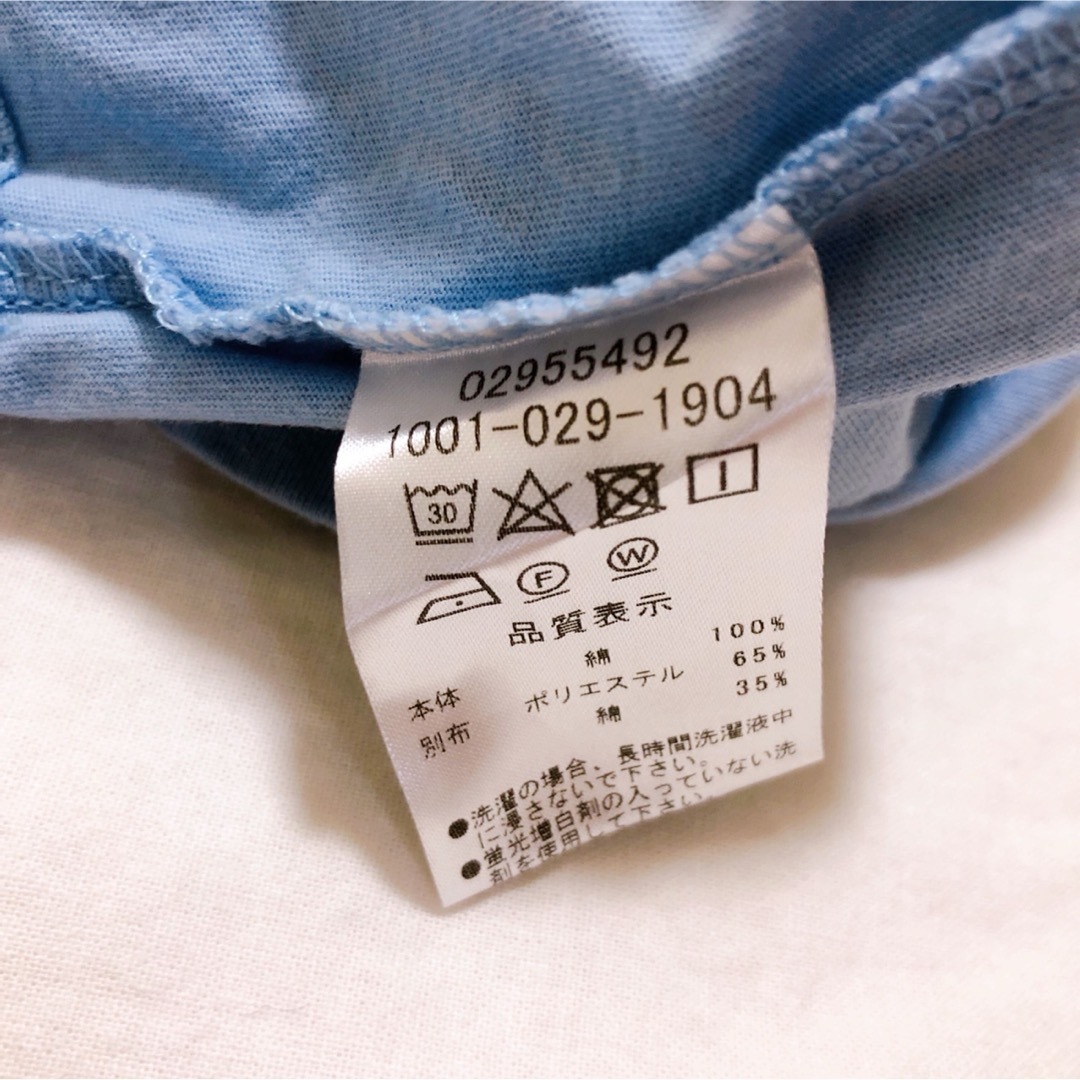 02955492
1001-029-1904
30
F W
品質表示
本体 綿 100%
別布 ポリエステル 65%
綿 35%
●洗濯の場合、長時間洗濯液中
に浸さないで下さい。
●蛍光増白剤の入っていない洗
剤を使用して下さい。